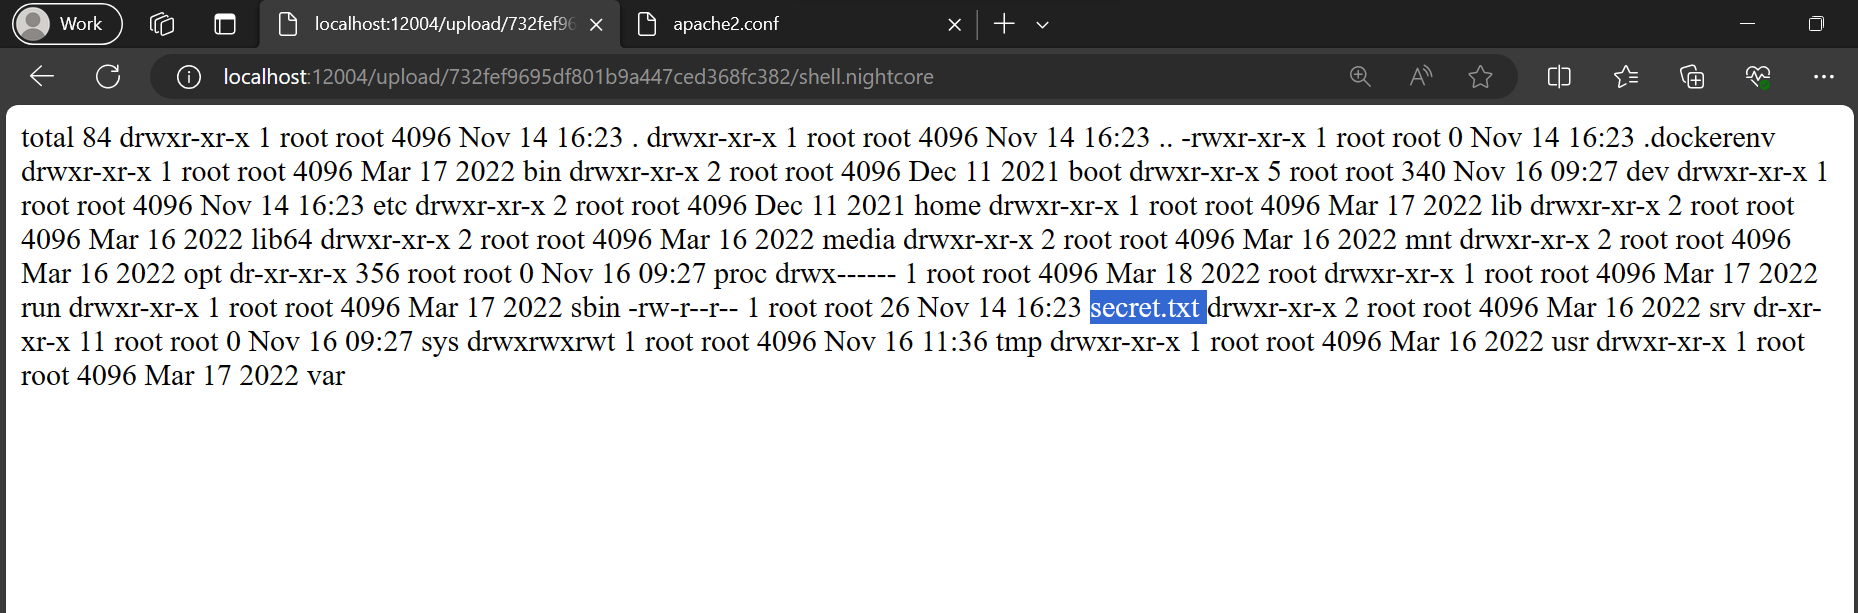 Work
localhost:12004/upload/732fef96
apache2.conf
localhost:12004/upload/732fef9695df801b9a447ced368fc382/shell.nightcore
total 84 drwxr-xr-x 1 root root 4096 Nov 14 16:23 . drwxr-xr-x 1 root root 4096 Nov 14 16:23 .. -rwxr-xr-x 1 root root 0 Nov 14 16:23 .dockerenv
drwxr-xr-x 1 root root 4096 Mar 17 2022 bin drwxr-xr-x 2 root root 4096 Dec 11 2021 boot drwxr-xr-x 5 root root 340 Nov 16 09:27 dev drwxr-xr-x 1
root root 4096 Nov 14 16:23 etc drwxr-xr-x 2 root root 4096 Dec 11 2021 home drwxr-xr-x 1 root root 4096 Mar 17 2022 lib drwxr-xr-x 2 root root
4096 Mar 16 2022 lib64 drwxr-xr-x 2 root root 4096 Mar 16 2022 media drwxr-xr-x 2 root root 4096 Mar 16 2022 mnt drwxr-xr-x 2 root root 4096
Mar 16 2022 opt dr-xr-xr-x 356 root root 0 Nov 16 09:27 proc drwx------ 1 root root 4096 Mar 18 2022 root drwxr-xr-x 1 root root 4096 Mar 17 2022
run drwxr-xr-x 1 root root 4096 Mar 17 2022 sbin -rw-r--r-- 1 root root 26 Nov 14 16:23 secret.txt drwxr-xr-x 2 root root 4096 Mar 16 2022 srv dr-xr-
xr-x 11 root root 0 Nov 16 09:27 sys drwxrwxrwt 1 root root 4096 Nov 16 11:36 tmp drwxr-xr-x 1 root root 4096 Mar 16 2022 usr drwxr-xr-x 1 root
root 4096 Mar 17 2022 var